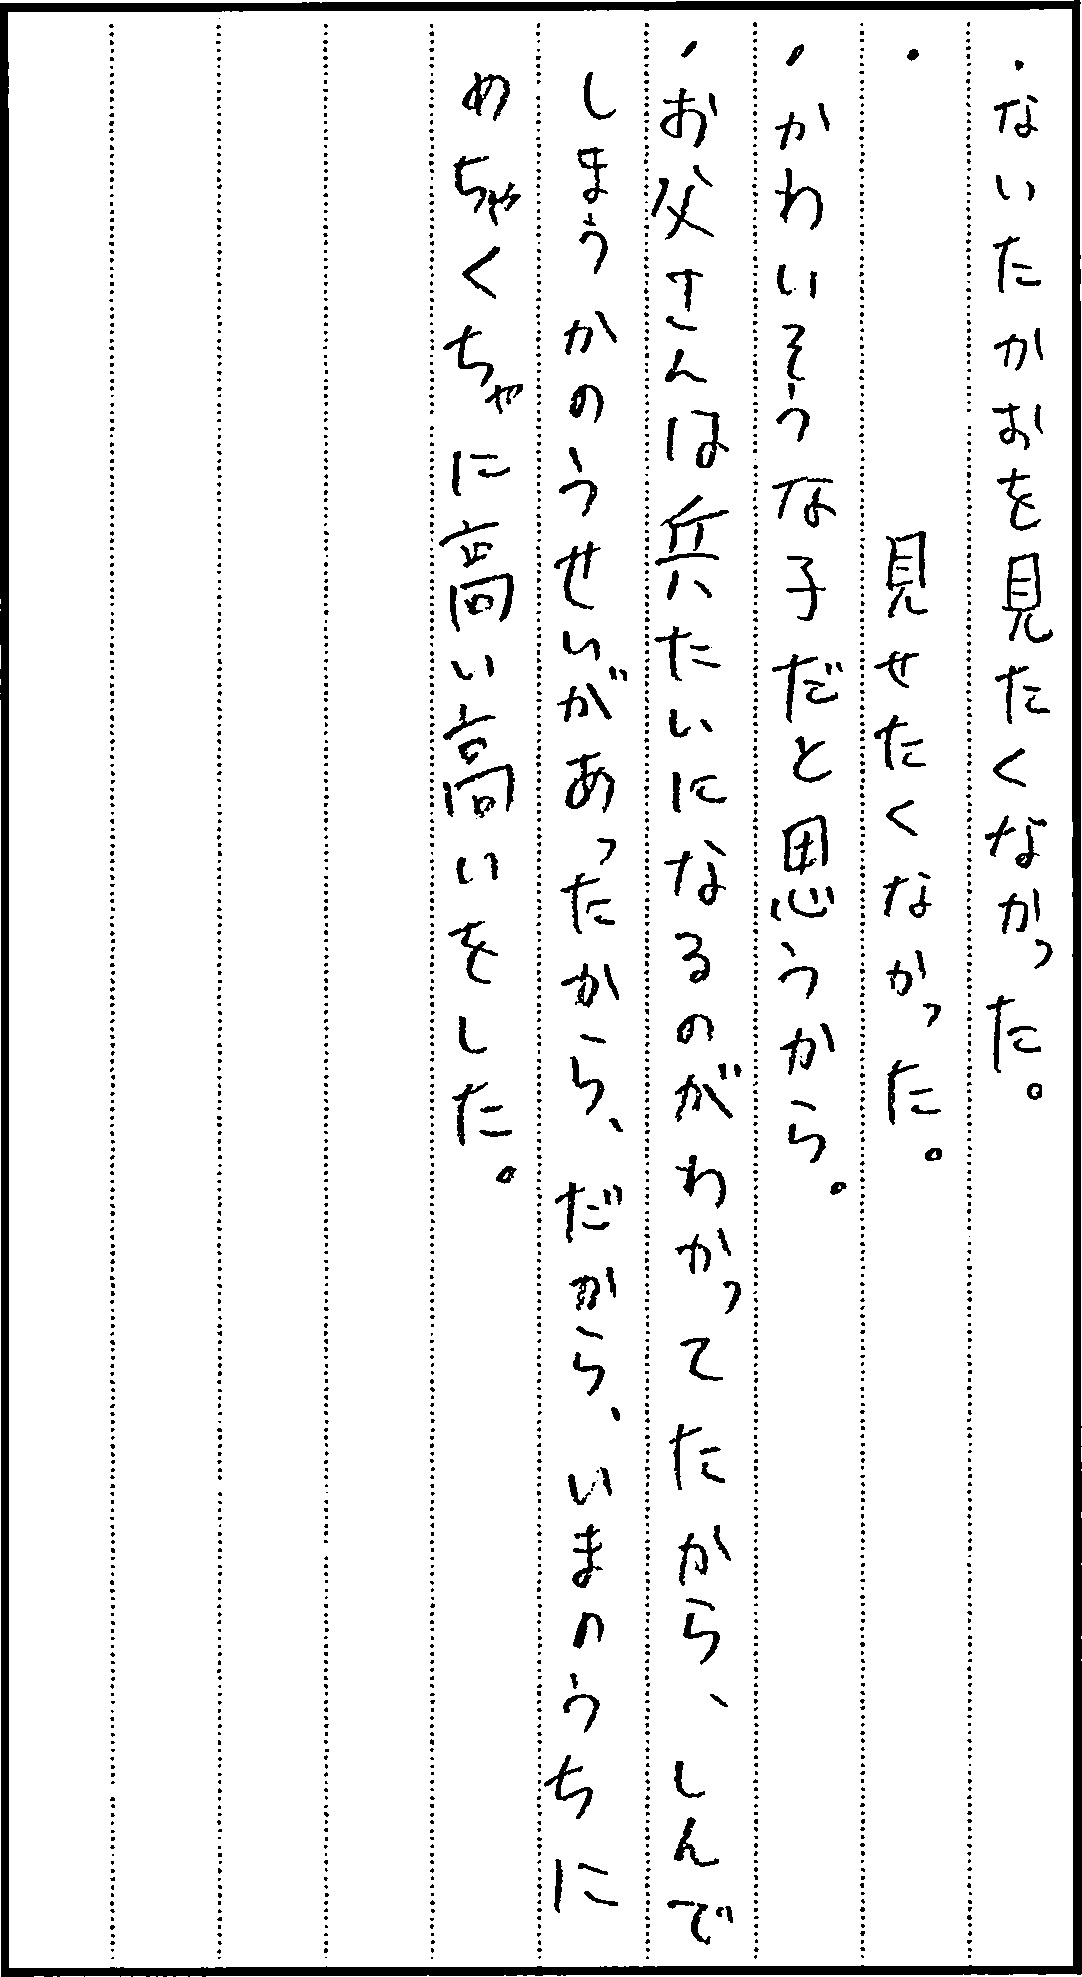 ・ないたかおを見たくなかった。
・　　　　　見せたくなかった。
・かわいそうな子だと思うから。
・お父さんは兵たいになるのがわかってたから、しんで
しまうかのうせいがあったから、だから、いまのうちに
めちゃくちゃに高い高いをした。